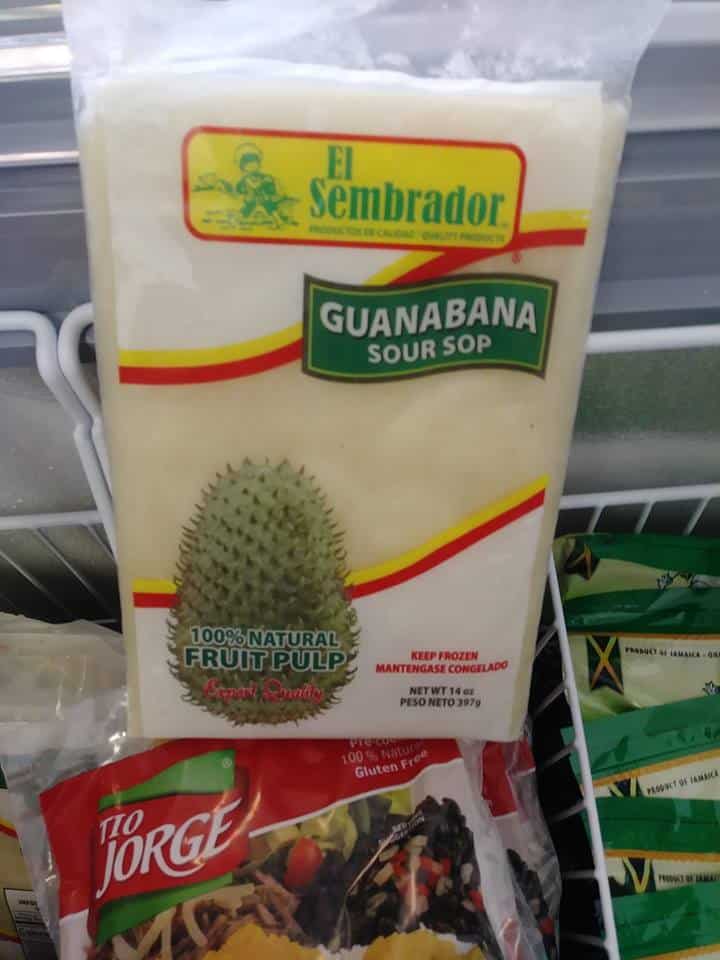 El
Sembrador
PRODUCTOS DE CALIDAD / QUALITY PRODUCTS
®
GUANABANA
SOUR SOP
100% NATURAL
FRUIT PULP
Export Quality
KEEP FROZEN
MANTENGASE CONGELADO
NET WT 14 oz
PESO NETO 397g
100% Natural
Gluten Free
®
TIO
JORGE
PRODUCT OF JAMAICA
PRODUCT OF JAMAICA
PRODUCT OF JAMAICA